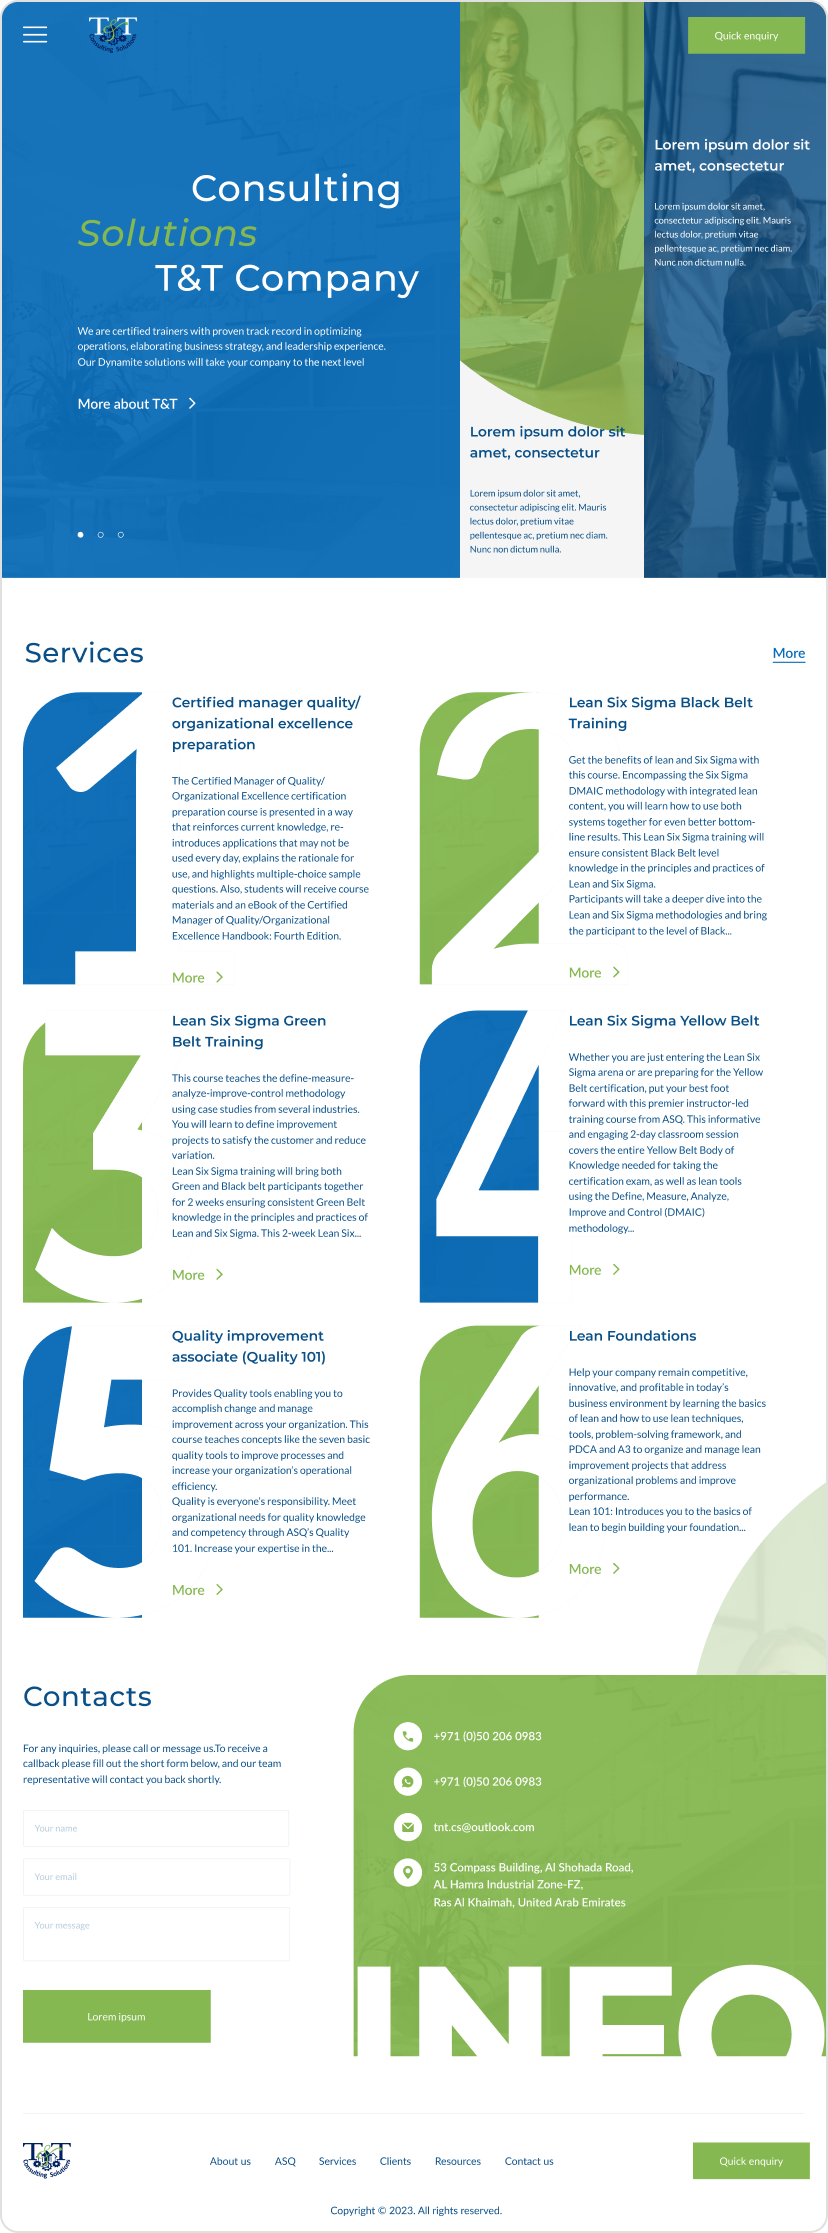 T&T
Consulting Solutions
Quick enquiry
Consulting
Solutions
T&T Company
We are certified trainers with proven track record in optimizing
operations, elaborating business strategy, and leadership experience.
Our Dynamite solutions will take your company to the next level
More about T&T
Lorem ipsum dolor sit
amet, consectetur
Lorem ipsum dolor sit amet,
consectetur adipiscing elit. Mauris
lectus dolor, pretium vitae
pellentesque ac, pretium nec diam.
Nunc non dictum nulla.
Lorem ipsum dolor sit
amet, consectetur
Lorem ipsum dolor sit amet,
consectetur adipiscing elit. Mauris
lectus dolor, pretium vitae
pellentesque ac, pretium nec diam.
Nunc non dictum nulla.
Services
More
1
Certified manager quality/
organizational excellence
preparation
The Certified Manager of Quality/
Organizational Excellence certification
preparation course is presented in a way
that reinforces current knowledge, re-
introduces applications that may not be
used every day, explains the rationale for
use, and highlights multiple-choice sample
questions. Also, students will receive course
materials and an eBook of the Certified
Manager of Quality/Organizational
Excellence Handbook: Fourth Edition.
More
2
Lean Six Sigma Black Belt
Training
Get the benefits of lean and Six Sigma with
this course. Encompassing the Six Sigma
DMAIC methodology with integrated lean
content, you will learn how to use both
systems together for even better bottom-
line results. This Lean Six Sigma training will
ensure consistent Black Belt level
knowledge in the principles and practices of
Lean and Six Sigma.
Participants will take a deeper dive into the
Lean and Six Sigma methodologies and bring
the participant to the level of Black...
More
3
Lean Six Sigma Green
Belt Training
This course teaches the define-measure-
analyze-improve-control methodology
using case studies from several industries.
You will learn to define improvement
projects to satisfy the customer and reduce
variation.
Lean Six Sigma training will bring both
Green and Black belt participants together
for 2 weeks ensuring consistent Green Belt
knowledge in the principles and practices of
Lean and Six Sigma. This 2-week Lean Six...
More
4
Lean Six Sigma Yellow Belt
Whether you are just entering the Lean Six
Sigma arena or are preparing for the Yellow
Belt certification, put your best foot
forward with this premier instructor-led
training course from ASQ. This informative
and engaging 2-day classroom session
covers the entire Yellow Belt Body of
Knowledge needed for taking the
certification exam, as well as lean tools
using the Define, Measure, Analyze,
Improve and Control (DMAIC)
methodology...
More
5
Quality improvement
associate (Quality 101)
Provides Quality tools enabling you to
accomplish change and manage
improvement across your organization. This
course teaches concepts like the seven basic
quality tools to improve processes and
increase your organization's operational
efficiency.
Quality is everyone's responsibility. Meet
organizational needs for quality knowledge
and competency through ASQ's Quality
101. Increase your expertise in the...
More
6
Lean Foundations
Help your company remain competitive,
innovative, and profitable in today's
business environment by learning the basics
of lean and how to use lean techniques,
tools, problem-solving framework, and
PDCA and A3 to organize and manage lean
improvement projects that address
organizational problems and improve
performance.
Lean 101: Introduces you to the basics of
lean to begin building your foundation...
More
Contacts
For any inquiries, please call or message us.To receive a
callback please fill out the short form below, and our team
representative will contact you back shortly.
Your name
Your email
Your message
Lorem ipsum
+971 (0)50 206 0983
+971 (0)50 206 0983
tnt.cs@outlook.com
53 Compass Building, Al Shohada Road,
AL Hamra Industrial Zone-FZ,
Ras Al Khaimah, United Arab Emirates
INFO
T&T
Consulting Solutions
About us
ASQ
Services
Clients
Resources
Contact us
Quick enquiry
Copyright © 2023. All rights reserved.